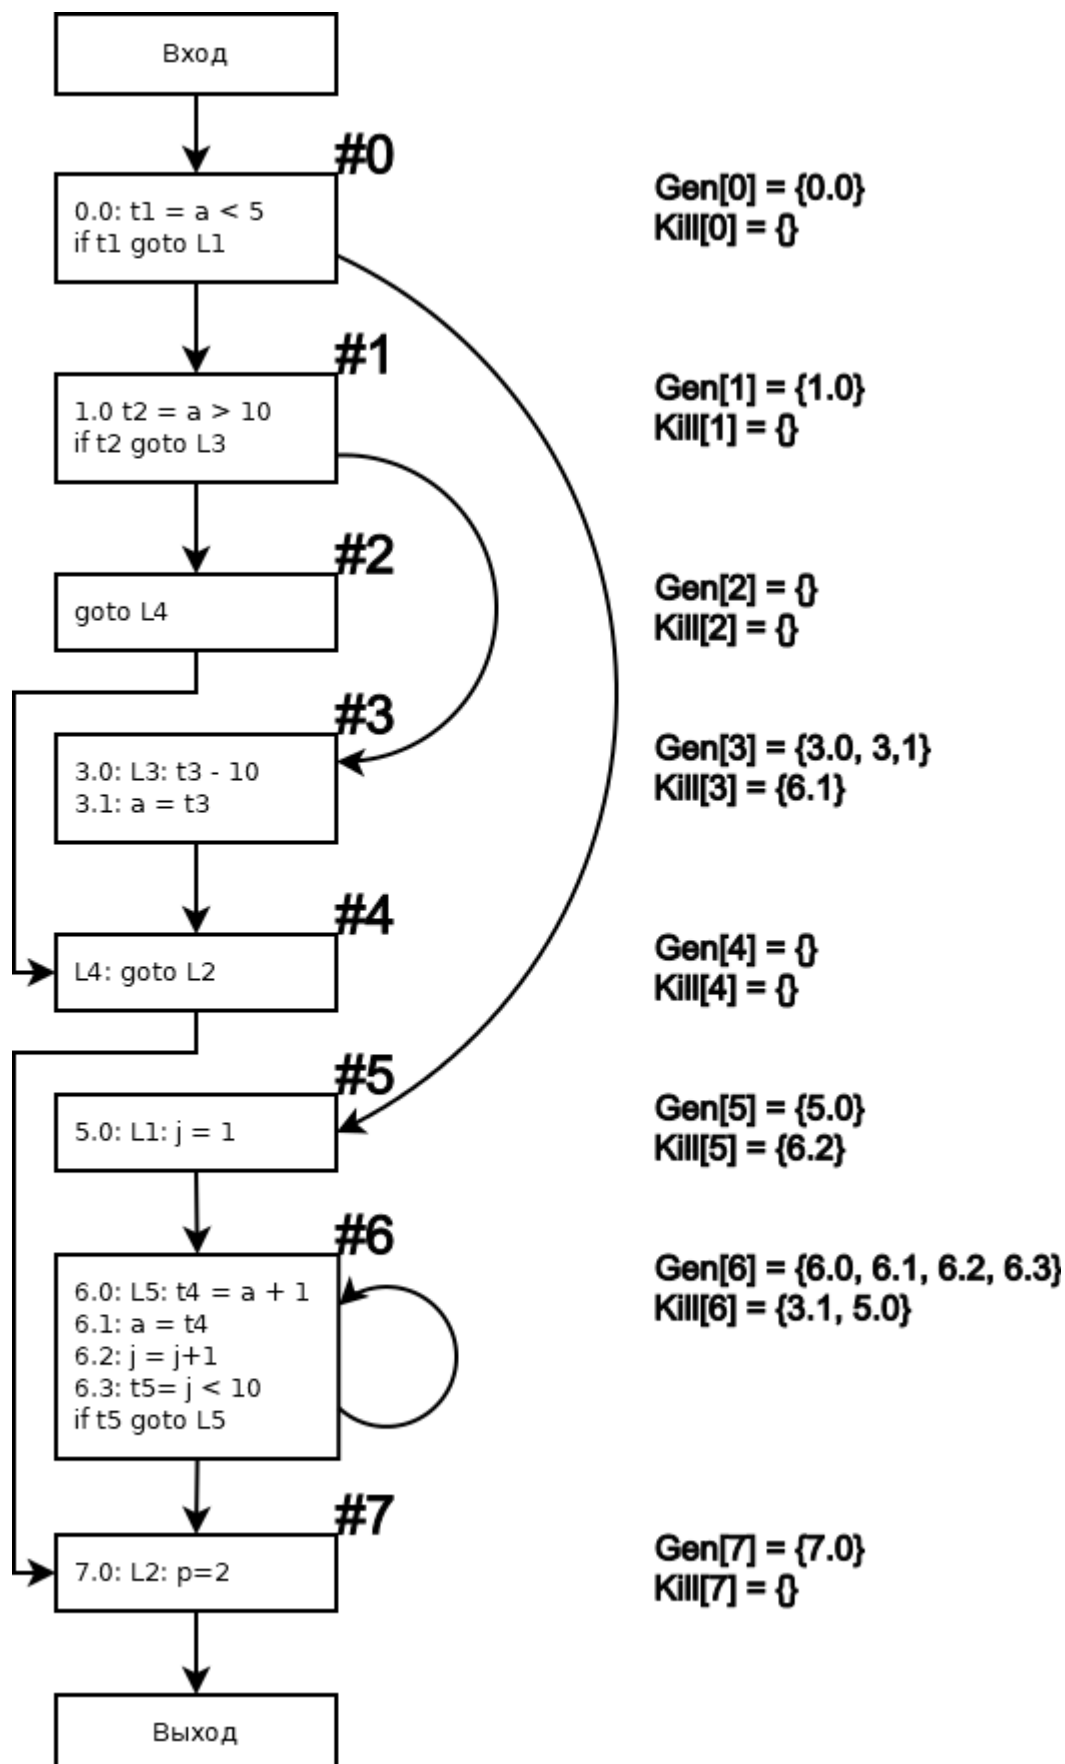 Вход
#0
0.0: t1 = a < 5
if t1 goto L1
Gen[0] = {0.0}
Kill[0] = {}
#1
1.0 t2 = a > 10
if t2 goto L3
Gen[1] = {1.0}
Kill[1] = {}
#2
goto L4
Gen[2] = {}
Kill[2] = {}
#3
3.0: L3: t3 - 10
3.1: a = t3
Gen[3] = {3.0, 3,1}
Kill[3] = {6.1}
#4
L4: goto L2
Gen[4] = {}
Kill[4] = {}
#5
5.0: L1: j = 1
Gen[5] = {5.0}
Kill[5] = {6.2}
#6
6.0: L5: t4 = a + 1
6.1: a = t4
6.2: j = j+1
6.3: t5= j < 10
if t5 goto L5
Gen[6] = {6.0, 6.1, 6.2, 6.3}
Kill[6] = {3.1, 5.0}
#7
7.0: L2: p=2
Gen[7] = {7.0}
Kill[7] = {}
Выход